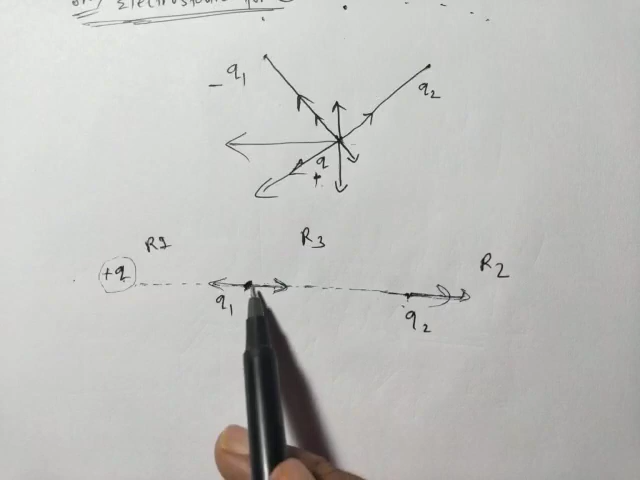 Electrostatic
- q1
q2
q
+
R1
R3
R2
+q
q1
q2